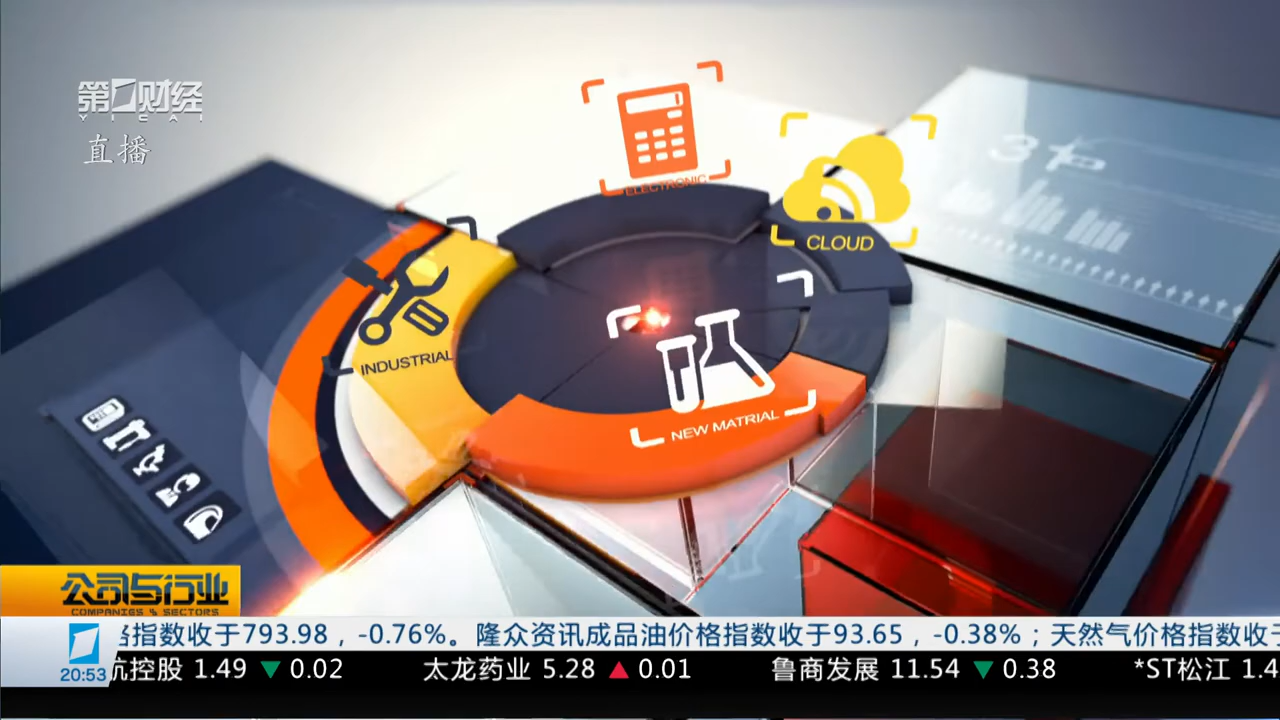 第一财经
YICAI
直播
ELECTRONIC
CLOUD
INDUSTRIAL
NEW MATRIAL
公司与行业
COMPANIES & SECTORS
指数收于793.98，-0.76%。隆众资讯成品油价格指数收于93.65，-0.38%；天然气价格指数收于
20:53
航控股 1.49 ▼ 0.02 太龙药业 5.28 ▲ 0.01 鲁商发展 11.54 ▼ 0.38 *ST松江 1.4